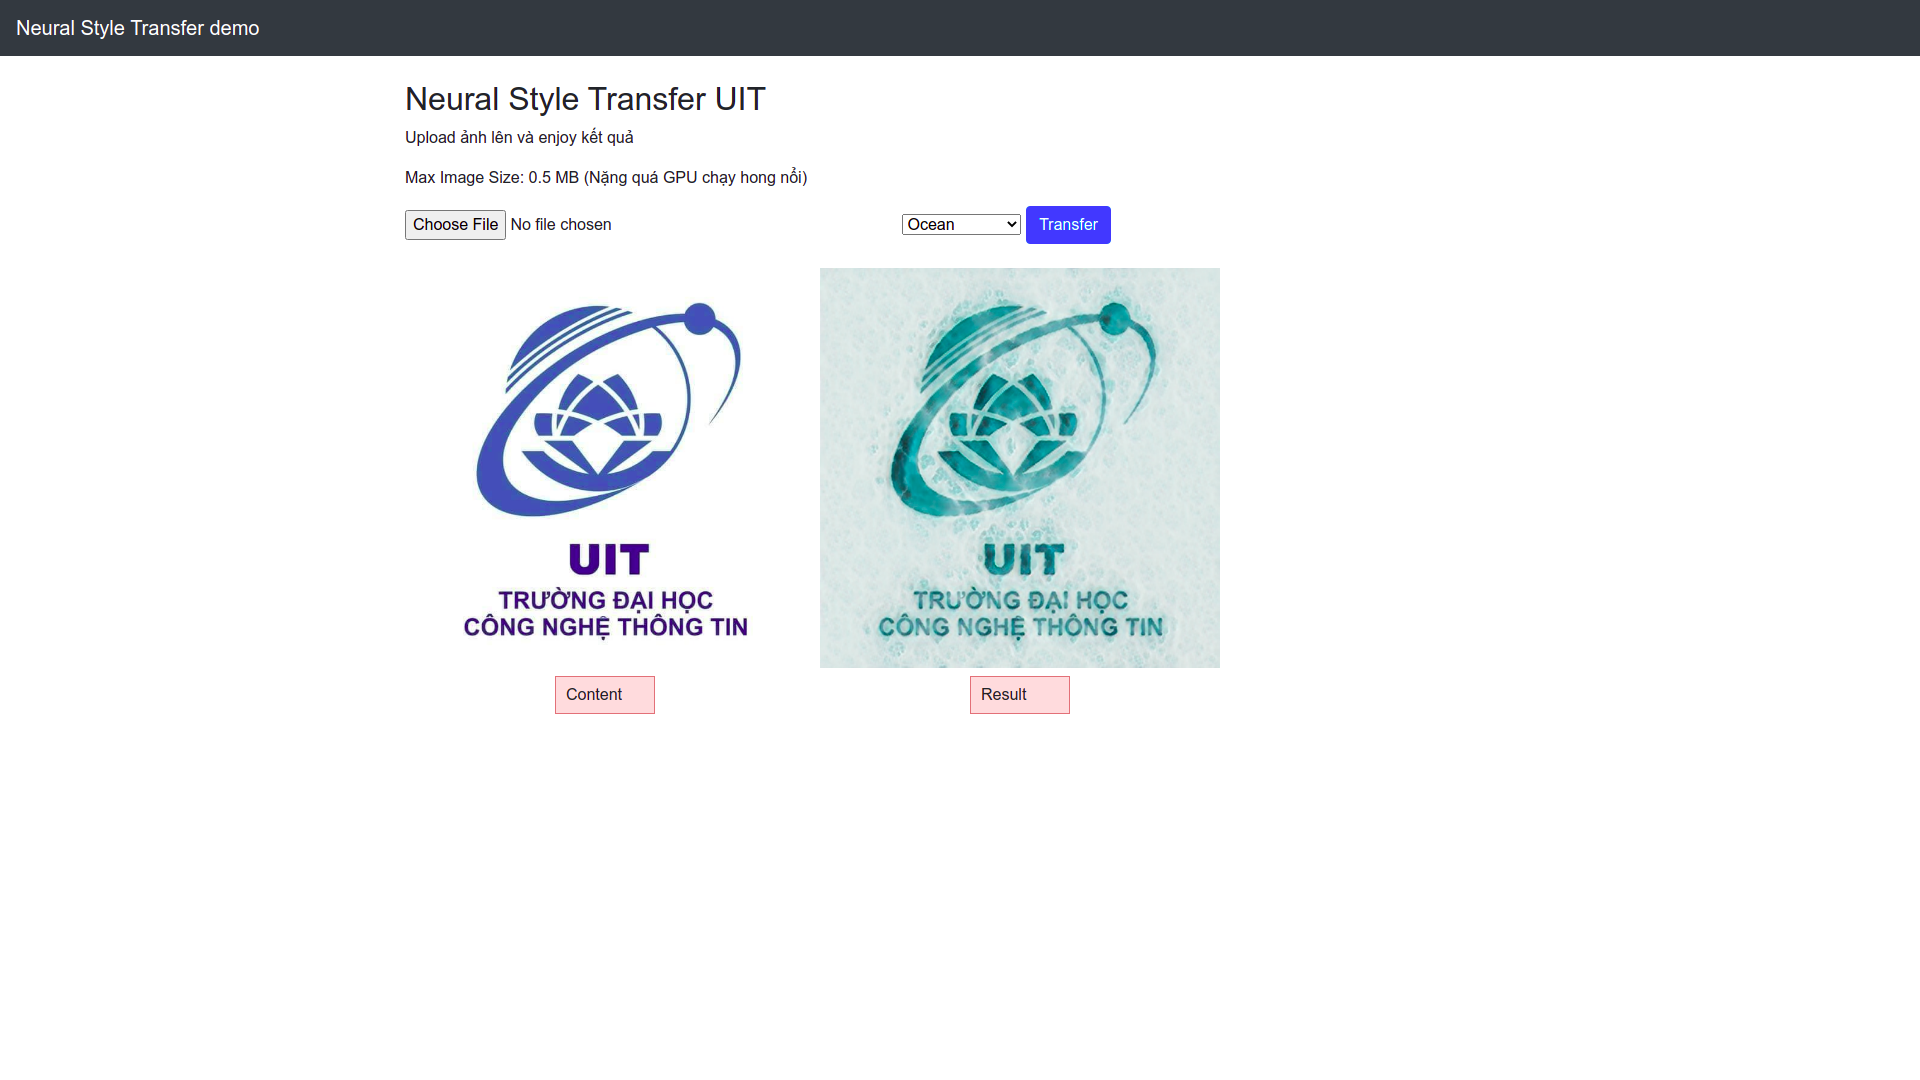 Neural Style Transfer demo
Neural Style Transfer UIT
Upload ảnh lên và enjoy kết quả
Max Image Size: 0.5 MB (Nặng quá GPU chạy hong nổi)
Choose File No file chosen Ocean Transfer
UIT
TRƯỜNG ĐẠI HỌC
CÔNG NGHỆ THÔNG TIN
Content
UIT
TRƯỜNG ĐẠI HỌC
CÔNG NGHỆ THÔNG TIN
Result